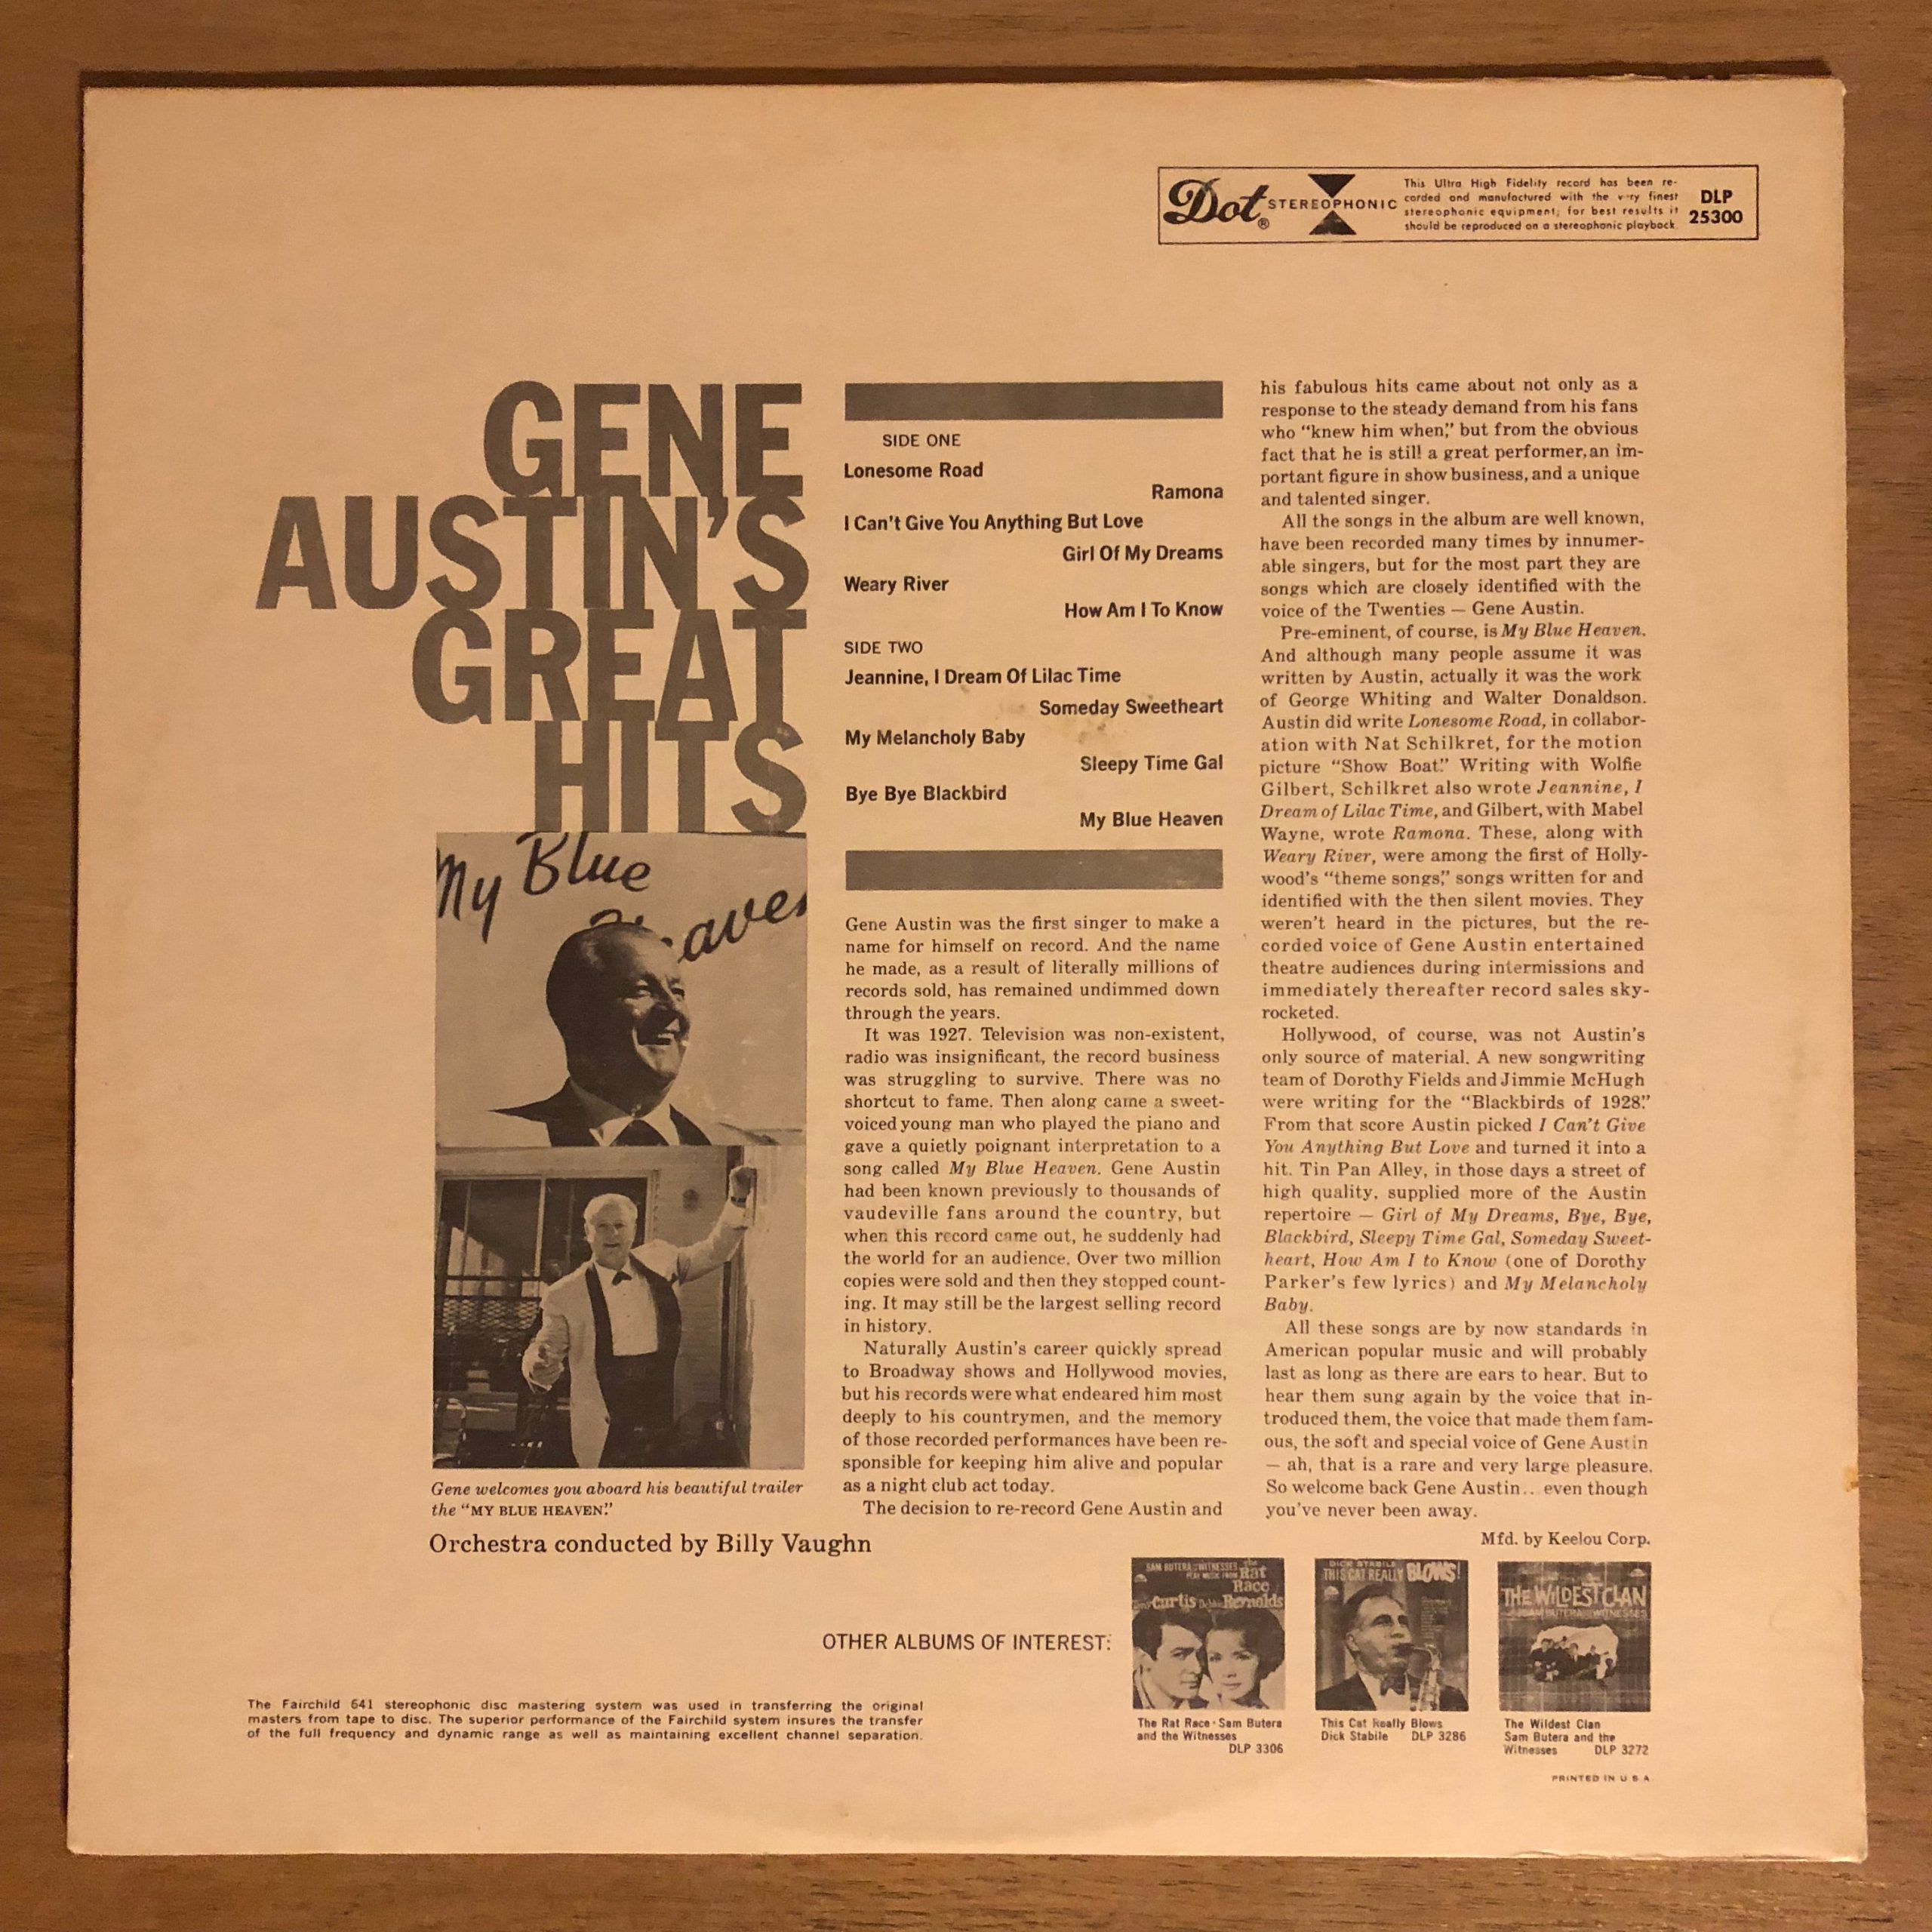 Dot®
STEREOPHONIC
This Ultra High Fidelity record has been re-
corded and manufactured with the very finest
stereophonic equipment; for best results it
should be reproduced on a stereophonic playback.
DLP
25300
GENE
AUSTIN'S
GREAT
HITS
My Blue
Heaven
Gene welcomes you aboard his beautiful trailer
the "MY BLUE HEAVEN."
Orchestra conducted by Billy Vaughn
SIDE ONE
Lonesome Road
Ramona
I Can't Give You Anything But Love
Girl Of My Dreams
Weary River
How Am I To Know
SIDE TWO
Jeannine, I Dream Of Lilac Time
Someday Sweetheart
My Melancholy Baby
Sleepy Time Gal
Bye Bye Blackbird
My Blue Heaven
Gene Austin was the first singer to make a
name for himself on record. And the name
he made, as a result of literally millions of
records sold, has remained undimmed down
through the years.
It was 1927. Television was non-existent,
radio was insignificant, the record business
was struggling to survive. There was no
shortcut to fame. Then along came a sweet-
voiced young man who played the piano and
gave a quietly poignant interpretation to a
song called My Blue Heaven. Gene Austin
had been known previously to thousands of
vaudeville fans around the country, but
when this record came out, he suddenly had
the world for an audience. Over two million
copies were sold and then they stopped count-
ing. It may still be the largest selling record
in history.
Naturally Austin's career quickly spread
to Broadway shows and Hollywood movies,
but his records were what endeared him most
deeply to his countrymen, and the memory
of those recorded performances have been re-
sponsible for keeping him alive and popular
as a night club act today.
The decision to re-record Gene Austin and
his fabulous hits came about not only as a
response to the steady demand from his fans
who "knew him when," but from the obvious
fact that he is still a great performer, an im-
portant figure in show business, and a unique
and talented singer.
All the songs in the album are well known,
have been recorded many times by innumer-
able singers, but for the most part they are
songs which are closely identified with the
voice of the Twenties — Gene Austin.
Pre-eminent, of course, is My Blue Heaven.
And although many people assume it was
written by Austin, actually it was the work
of George Whiting and Walter Donaldson.
Austin did write Lonesome Road, in collabor-
ation with Nat Schilkret, for the motion
picture "Show Boat." Writing with Wolfie
Gilbert, Schilkret also wrote Jeannine, I
Dream of Lilac Time, and Gilbert, with Mabel
Wayne, wrote Ramona. These, along with
Weary River, were among the first of Holly-
wood's "theme songs," songs written for and
identified with the then silent movies. They
weren't heard in the pictures, but the re-
corded voice of Gene Austin entertained
theatre audiences during intermissions and
immediately thereafter record sales sky-
rocketed.
Hollywood, of course, was not Austin's
only source of material. A new songwriting
team of Dorothy Fields and Jimmie McHugh
were writing for the "Blackbirds of 1928."
From that score Austin picked I Can't Give
You Anything But Love and turned it into a
hit. Tin Pan Alley, in those days a street of
high quality, supplied more of the Austin
repertoire — Girl of My Dreams, Bye, Bye,
Blackbird, Sleepy Time Gal, Someday Sweet-
heart, How Am I to Know (one of Dorothy
Parker's few lyrics) and My Melancholy
Baby.
All these songs are by now standards in
American popular music and will probably
last as long as there are ears to hear. But to
hear them sung again by the voice that in-
troduced them, the voice that made them fam-
ous, the soft and special voice of Gene Austin
— ah, that is a rare and very large pleasure.
So welcome back Gene Austin... even though
you've never been away.
Mfd. by Keelou Corp.
OTHER ALBUMS OF INTEREST:
SAM BUTERA AND THE WITNESSES
PLAY MUSIC FROM the Rat
Race
Curtis Debbie Reynolds
DICK STABILE
THIS CAT REALLY BLOWS!
THE WILDEST CLAN
SAM BUTERA WITNESSES
The Rat Race · Sam Butera
and the Witnesses
DLP 3306
This Cat Really Blows
Dick Stabile DLP 3286
The Wildest Clan
Sam Butera and the
Witnesses DLP 3272
The Fairchild 641 stereophonic disc mastering system was used in transferring the original
masters from tape to disc. The superior performance of the Fairchild system insures the transfer
of the full frequency and dynamic range as well as maintaining excellent channel separation.
PRINTED IN U S A